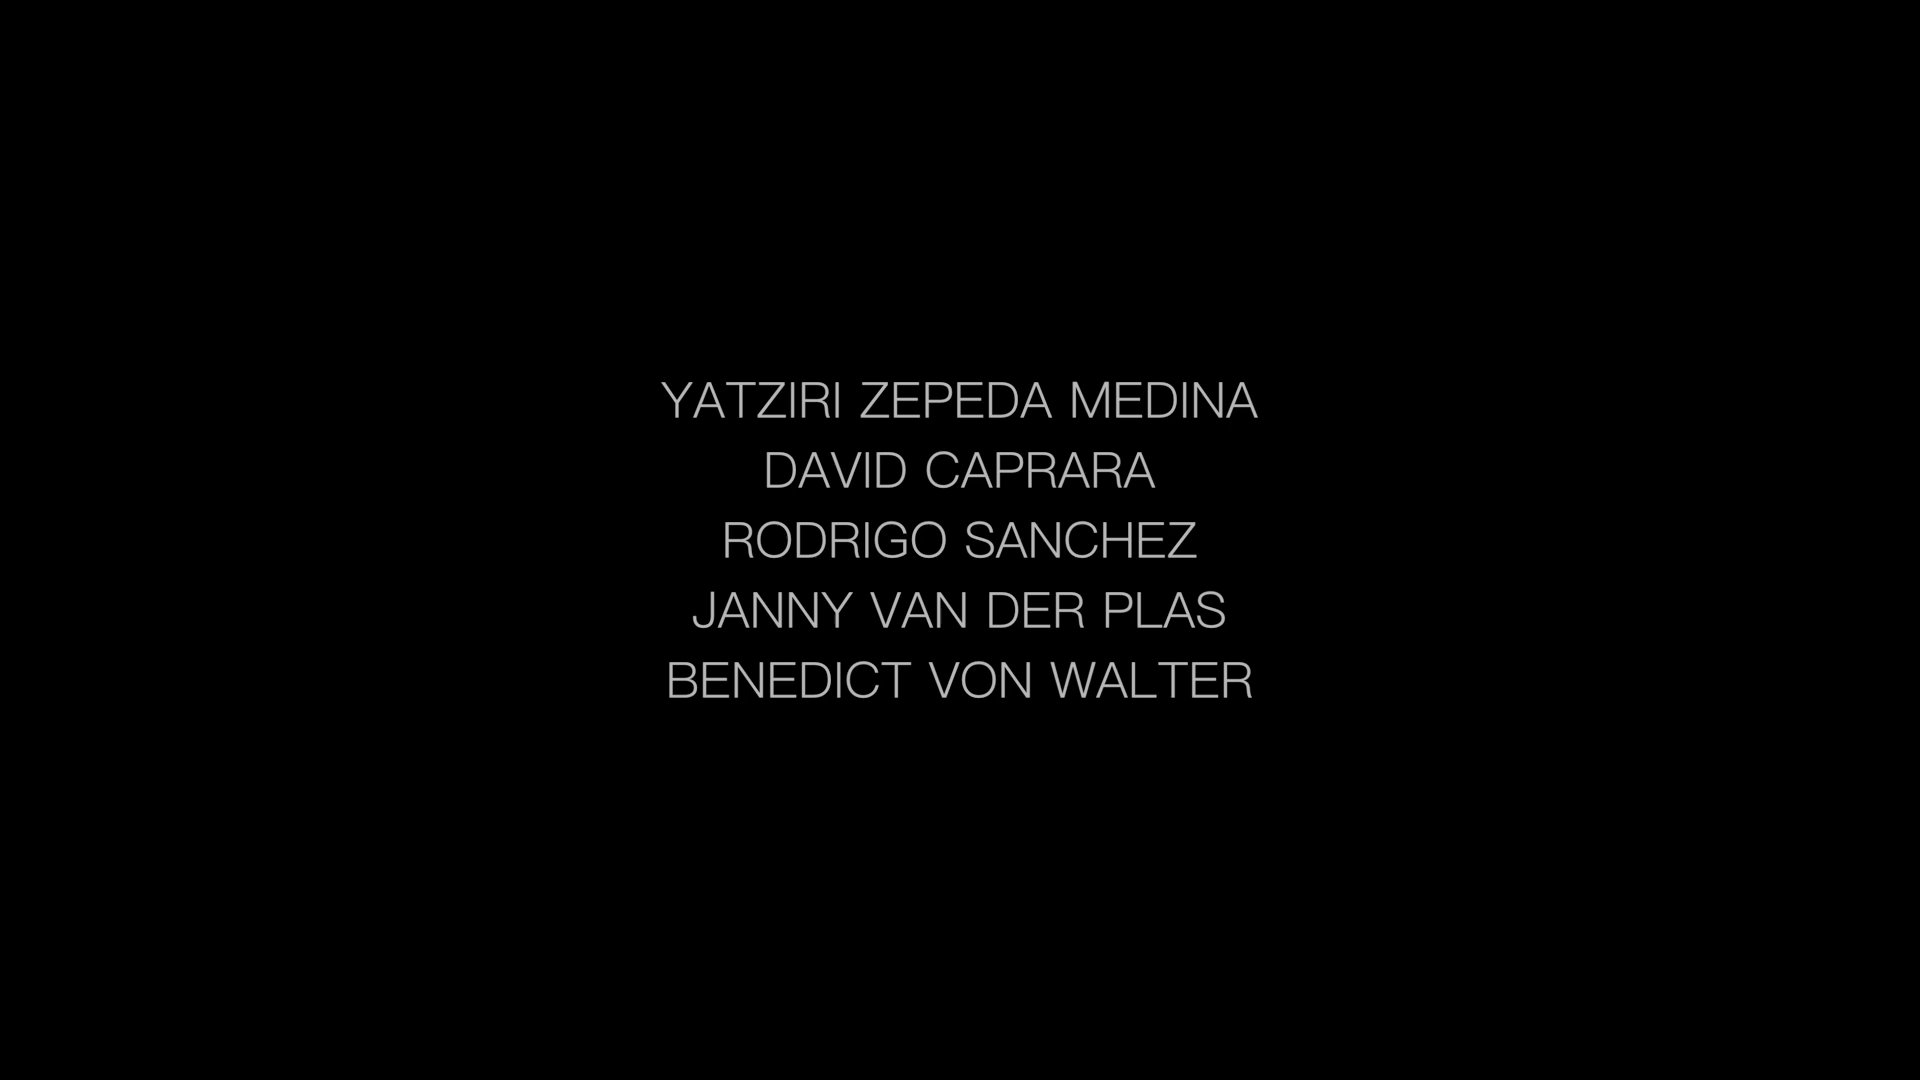 YATZIRI ZEPEDA MEDINA
DAVID CAPRARA
RODRIGO SANCHEZ
JANNY VAN DER PLAS
BENEDICT VON WALTER